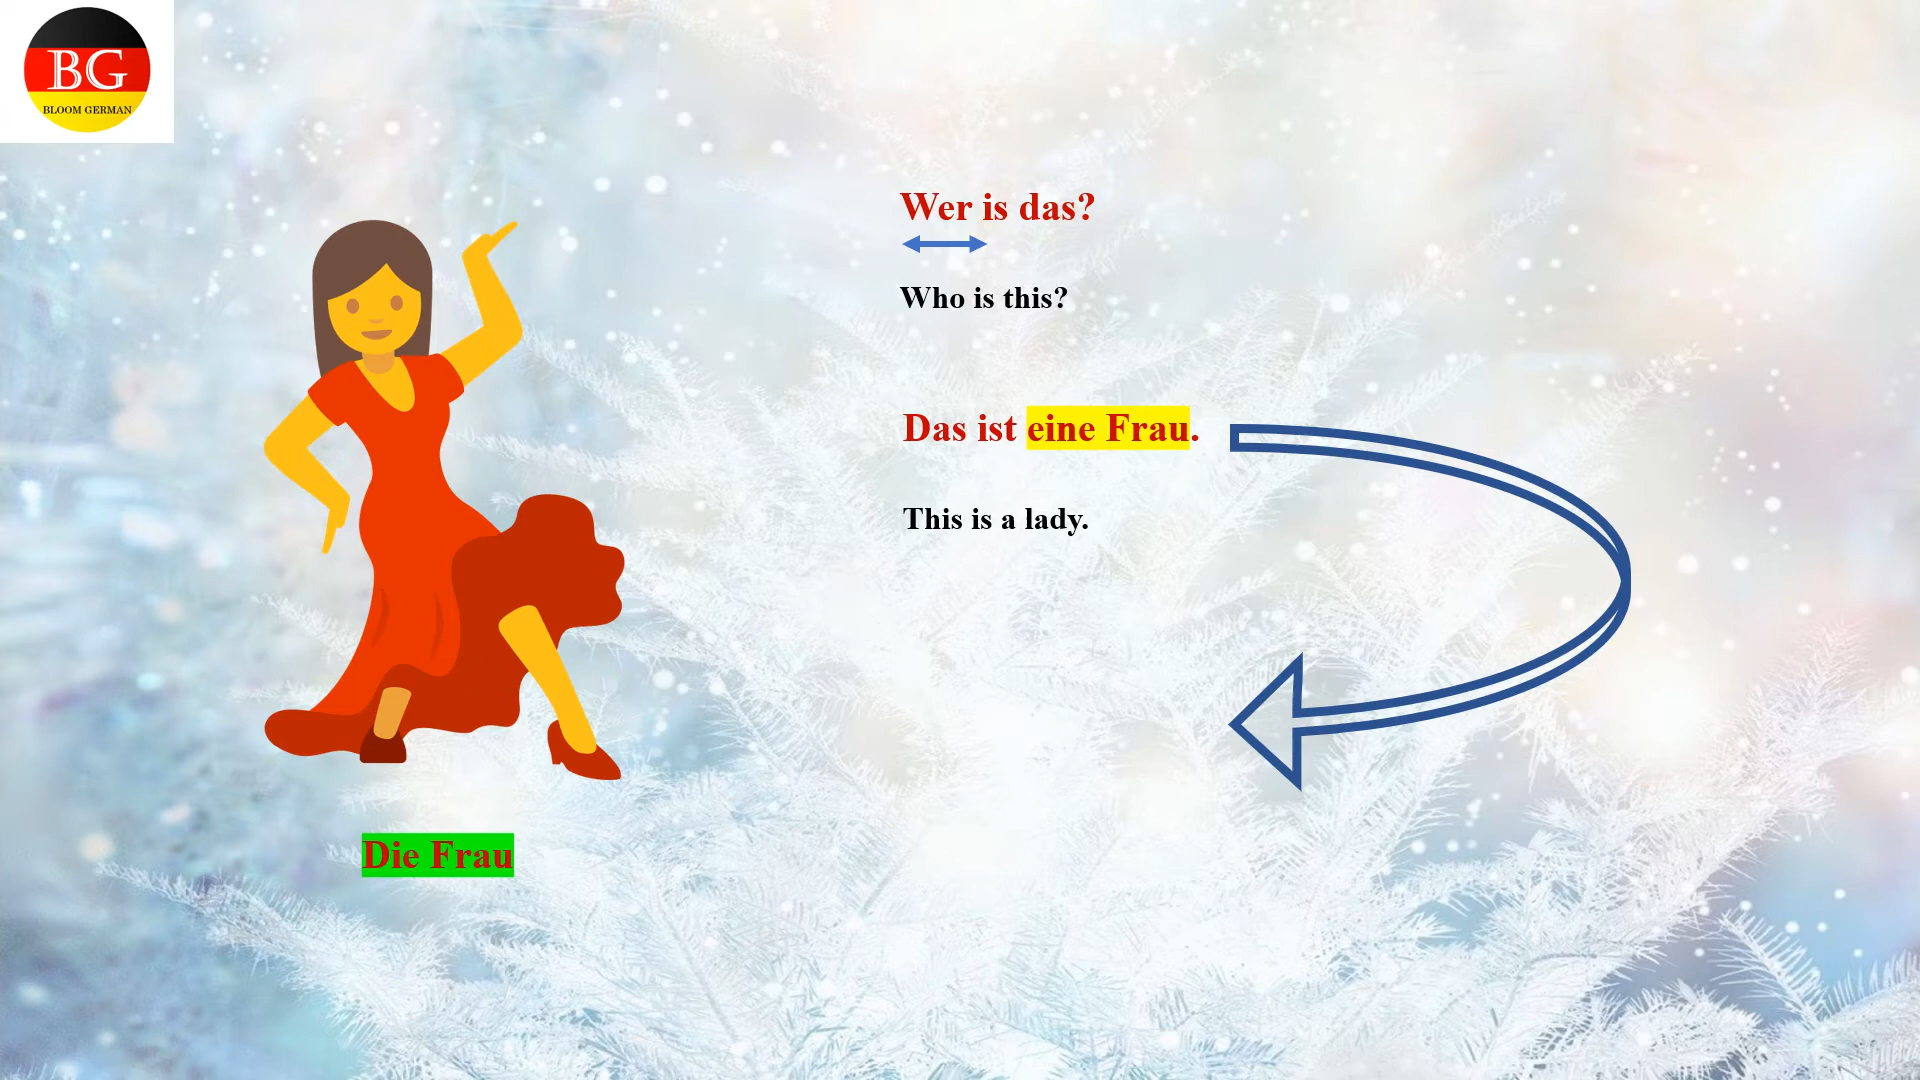 BG
BLOOM GERMAN
Wer is das?
Who is this?
Das ist eine Frau.
This is a lady.
Die Frau